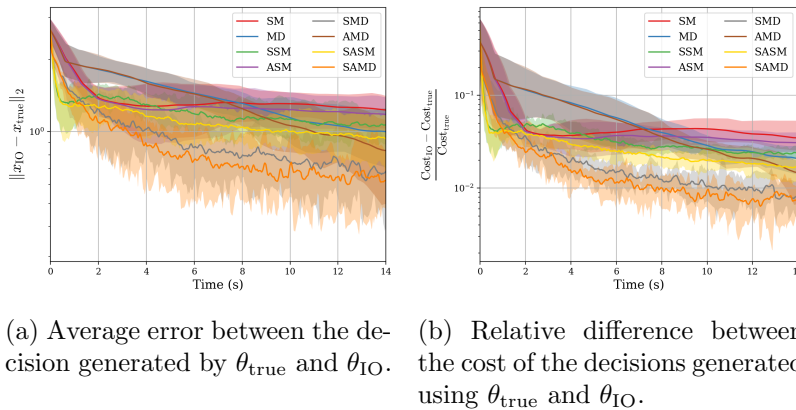 SM
MD
SSM
ASM
SMD
AMD
SASM
SAMD
‖x_IO − x_true‖₂
10⁰
0 2 4 6 8 10 12 14
Time (s)
SM
MD
SSM
ASM
SMD
AMD
SASM
SAMD
Cost_IO−Cost_true
Cost_true
10⁻¹
10⁻²
0 2 4 6 8 10 12 14
Time (s)
(a) Average error between the de-
cision generated by θ_true and θ_IO.
(b) Relative difference between
the cost of the decisions generated
using θ_true and θ_IO.